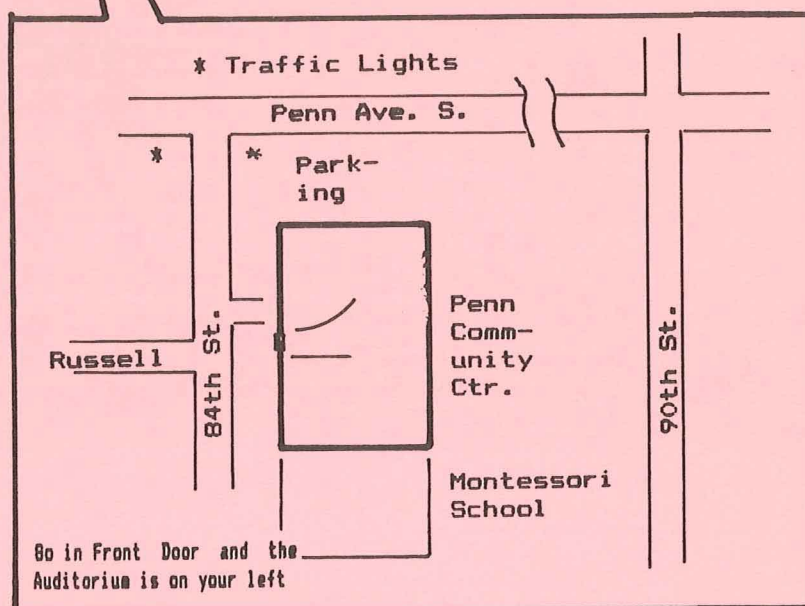 * Traffic Lights
Penn Ave. S.
* *
Park-
ing
Penn
Comm-
unity
Ctr.
Russell
84th St.
90th St.
Montessori
School
Go in Front Door and the
Auditorium is on your left